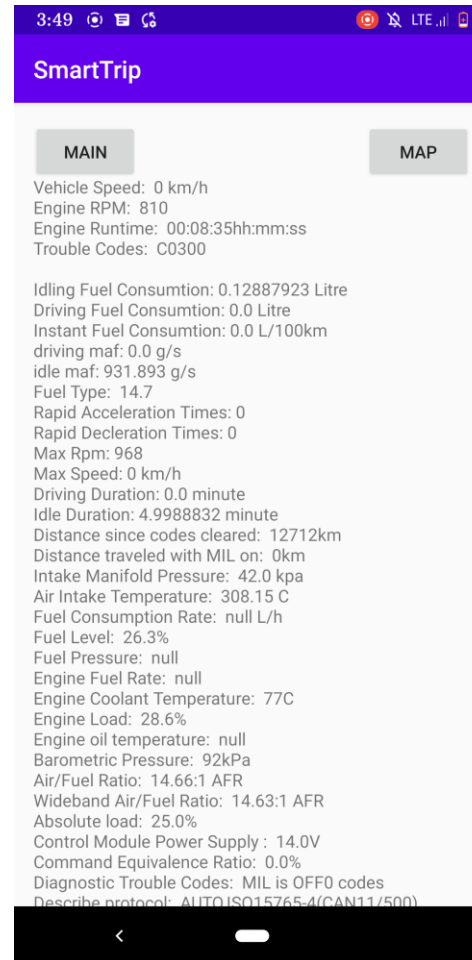 3:49 LTE
SmartTrip
MAIN MAP
Vehicle Speed: 0 km/h
Engine RPM: 810
Engine Runtime: 00:08:35hh:mm:ss
Trouble Codes: C0300
Idling Fuel Consumtion: 0.12887923 Litre
Driving Fuel Consumtion: 0.0 Litre
Instant Fuel Consumtion: 0.0 L/100km
driving maf: 0.0 g/s
idle maf: 931.893 g/s
Fuel Type: 14.7
Rapid Acceleration Times: 0
Rapid Decleration Times: 0
Max Rpm: 968
Max Speed: 0 km/h
Driving Duration: 0.0 minute
Idle Duration: 4.9988832 minute
Distance since codes cleared: 12712km
Distance traveled with MIL on: 0km
Intake Manifold Pressure: 42.0 kpa
Air Intake Temperature: 308.15 C
Fuel Consumption Rate: null L/h
Fuel Level: 26.3%
Fuel Pressure: null
Engine Fuel Rate: null
Engine Coolant Temperature: 77C
Engine Load: 28.6%
Engine oil temperature: null
Barometric Pressure: 92kPa
Air/Fuel Ratio: 14.66:1 AFR
Wideband Air/Fuel Ratio: 14.63:1 AFR
Absolute load: 25.0%
Control Module Power Supply : 14.0V
Command Equivalence Ratio: 0.0%
Diagnostic Trouble Codes: MIL is OFF0 codes
Describe protocol: AUTO,ISO15765-4(CAN11/500)